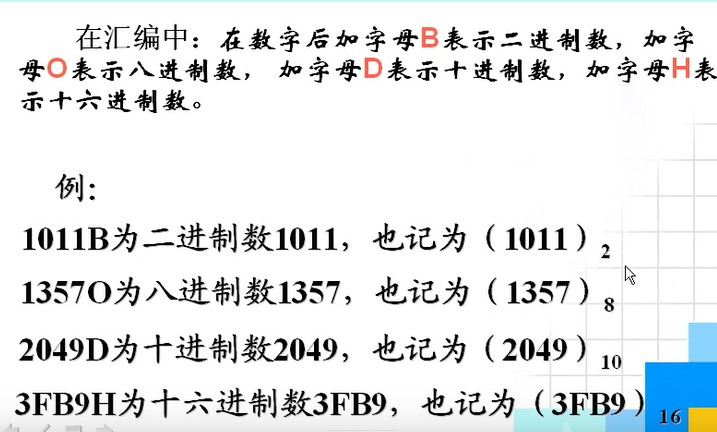 在汇编中：在数字后加字母B表示二进制数，加字
母O表示八进制数， 加字母D表示十进制数，加字母H表
示十六进制数。
例：
1011B为二进制数1011，也记为（1011）2
1357O为八进制数1357，也记为（1357）8
2049D为十进制数2049，也记为（2049）10
3FB9H为十六进制数3FB9，也记为（3FB9）16